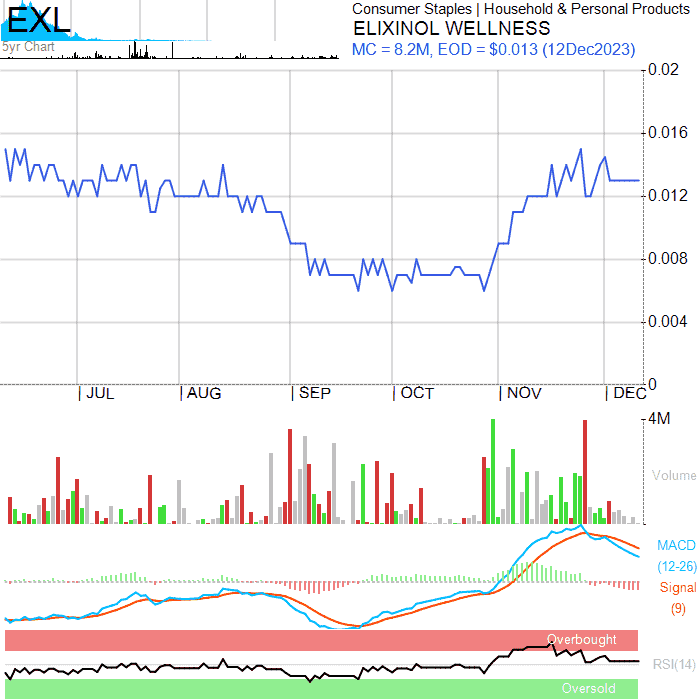 EXL
5yr Chart
Consumer Staples | Household & Personal Products
ELIXINOL WELLNESS
MC = 8.2M, EOD = $0.013 (12Dec2023)
0.02
0.016
0.012
0.008
0.004
0
| JUL | AUG | SEP | OCT | NOV | DEC
4M
Volume
MACD
(12-26)
Signal
(9)
Overbought
RSI(14)
Oversold